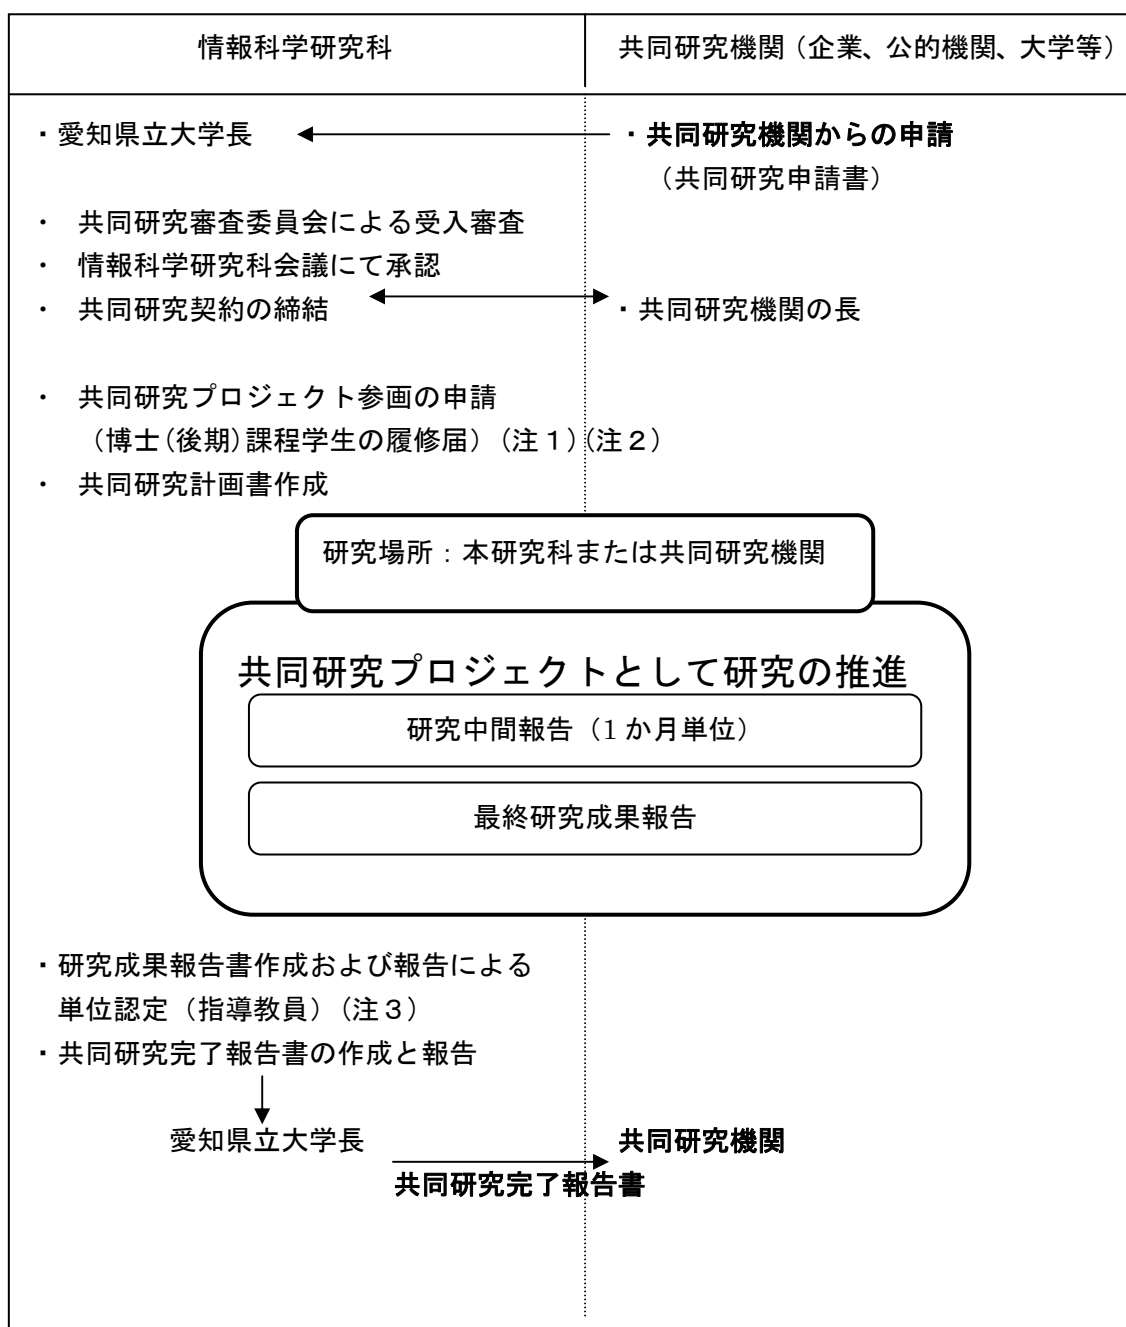 情報科学研究科
共同研究機関（企業、公的機関、大学等）
・愛知県立大学長
・共同研究機関からの申請
（共同研究申請書）
・ 共同研究審査委員会による受入審査
・ 情報科学研究科会議にて承認
・ 共同研究契約の締結
・共同研究機関の長
・ 共同研究プロジェクト参画の申請
（博士(後期)課程学生の履修届）(注１)(注２)
・ 共同研究計画書作成
研究場所：本研究科または共同研究機関
共同研究プロジェクトとして研究の推進
研究中間報告（1 か月単位）
最終研究成果報告
・研究成果報告書作成および報告による
単位認定（指導教員）(注３)
・共同研究完了報告書の作成と報告
愛知県立大学長
共同研究機関
共同研究完了報告書